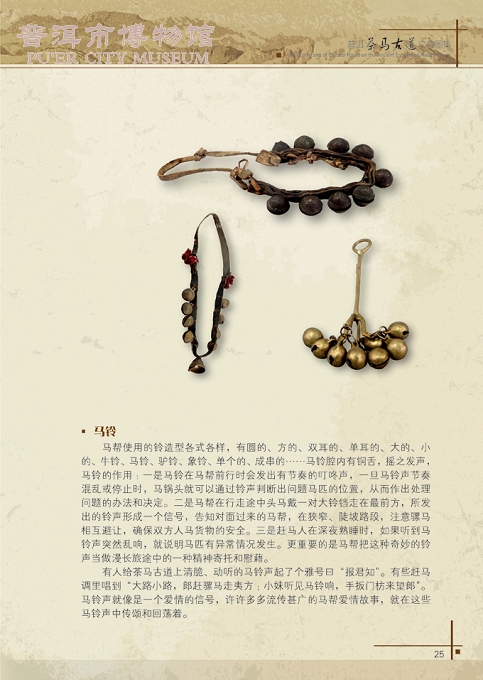 普洱市博物馆
PU'ER CITY MUSEUM
茶马古道
马铃
马帮使用的铃造型各式各样，有圆的、方的、双耳的、单耳的、大的、小
的、牛铃、马铃、驴铃、象铃、单个的、成串的……马铃腔内有铜舌，摇之发声，
马铃的作用：一是马铃在马帮前行时会发出有节奏的叮咚声，一旦马铃声节奏
混乱或停止时，马锅头就可以通过铃声判断出问题马匹的位置，从而作出处理
问题的办法和决定。二是马帮在行走途中头马戴一对大铃铛走在最前方，所发
出的铃声形成一个信号，告知对面过来的马帮，在狭窄、陡坡路段，注意骡马
相互避让，确保双方人马货物的安全。三是赶马人在深夜熟睡时，如果听到马
铃声突然乱响，就说明马匹有异常情况发生。更重要的是马帮把这种奇妙的铃
声当做漫长旅途中的一种精神寄托和慰藉。
有人给茶马古道上清脆、动听的马铃声起了个雅号曰“报君知”。有些赶马
调里唱到“大路小路，郎赶骡马走夷方；小妹听见马铃响，手扳门枋来望郎”。
马铃声就像是一个爱情的信号，许许多多流传甚广的马帮爱情故事，就在这些
马铃声中传颂和回荡着。
25